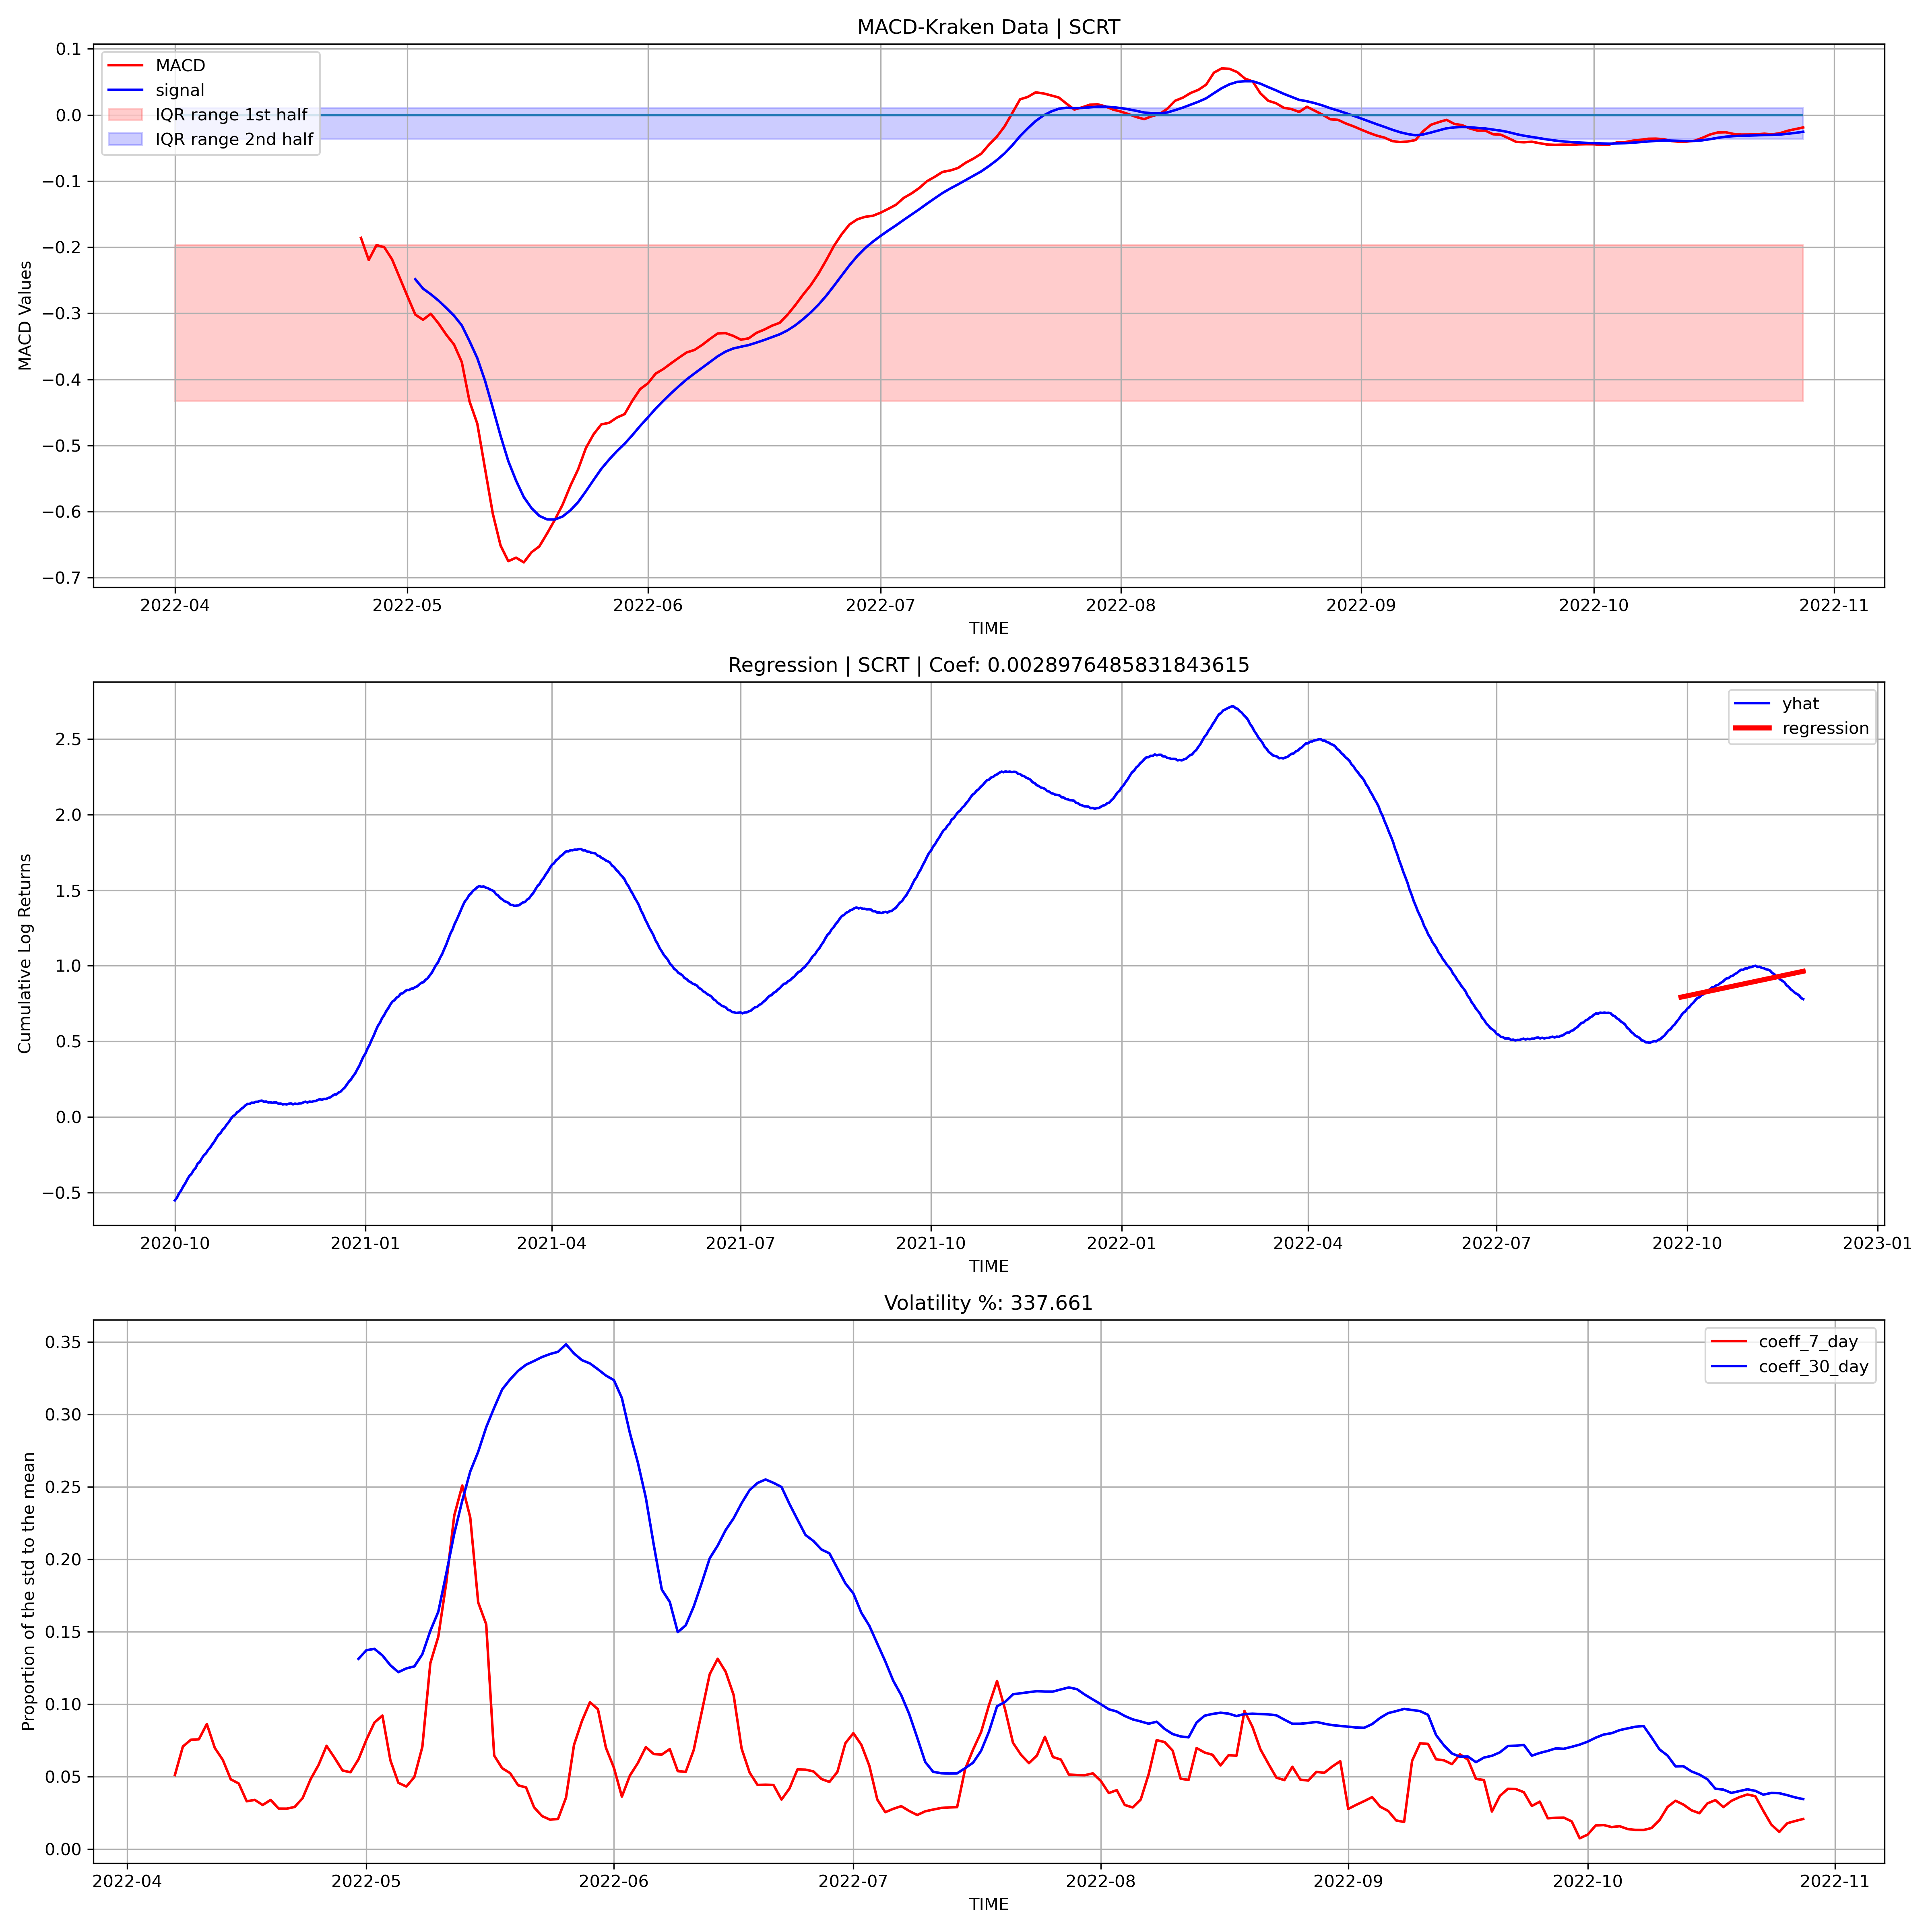 MACD-Kraken Data | SCRT
MACD
signal
IQR range 1st half
IQR range 2nd half
MACD Values
0.1
0.0
−0.1
−0.2
−0.3
−0.4
−0.5
−0.6
−0.7
2022-04 2022-05 2022-06 2022-07 2022-08 2022-09 2022-10 2022-11
TIME
Regression | SCRT | Coef: 0.0028976485831843615
yhat
regression
Cumulative Log Returns
2.5
2.0
1.5
1.0
0.5
0.0
−0.5
2020-10 2021-01 2021-04 2021-07 2021-10 2022-01 2022-04 2022-07 2022-10 2023-01
TIME
Volatility %: 337.661
coeff_7_day
coeff_30_day
Proportion of the std to the mean
0.35
0.30
0.25
0.20
0.15
0.10
0.05
0.00
2022-04 2022-05 2022-06 2022-07 2022-08 2022-09 2022-10 2022-11
TIME